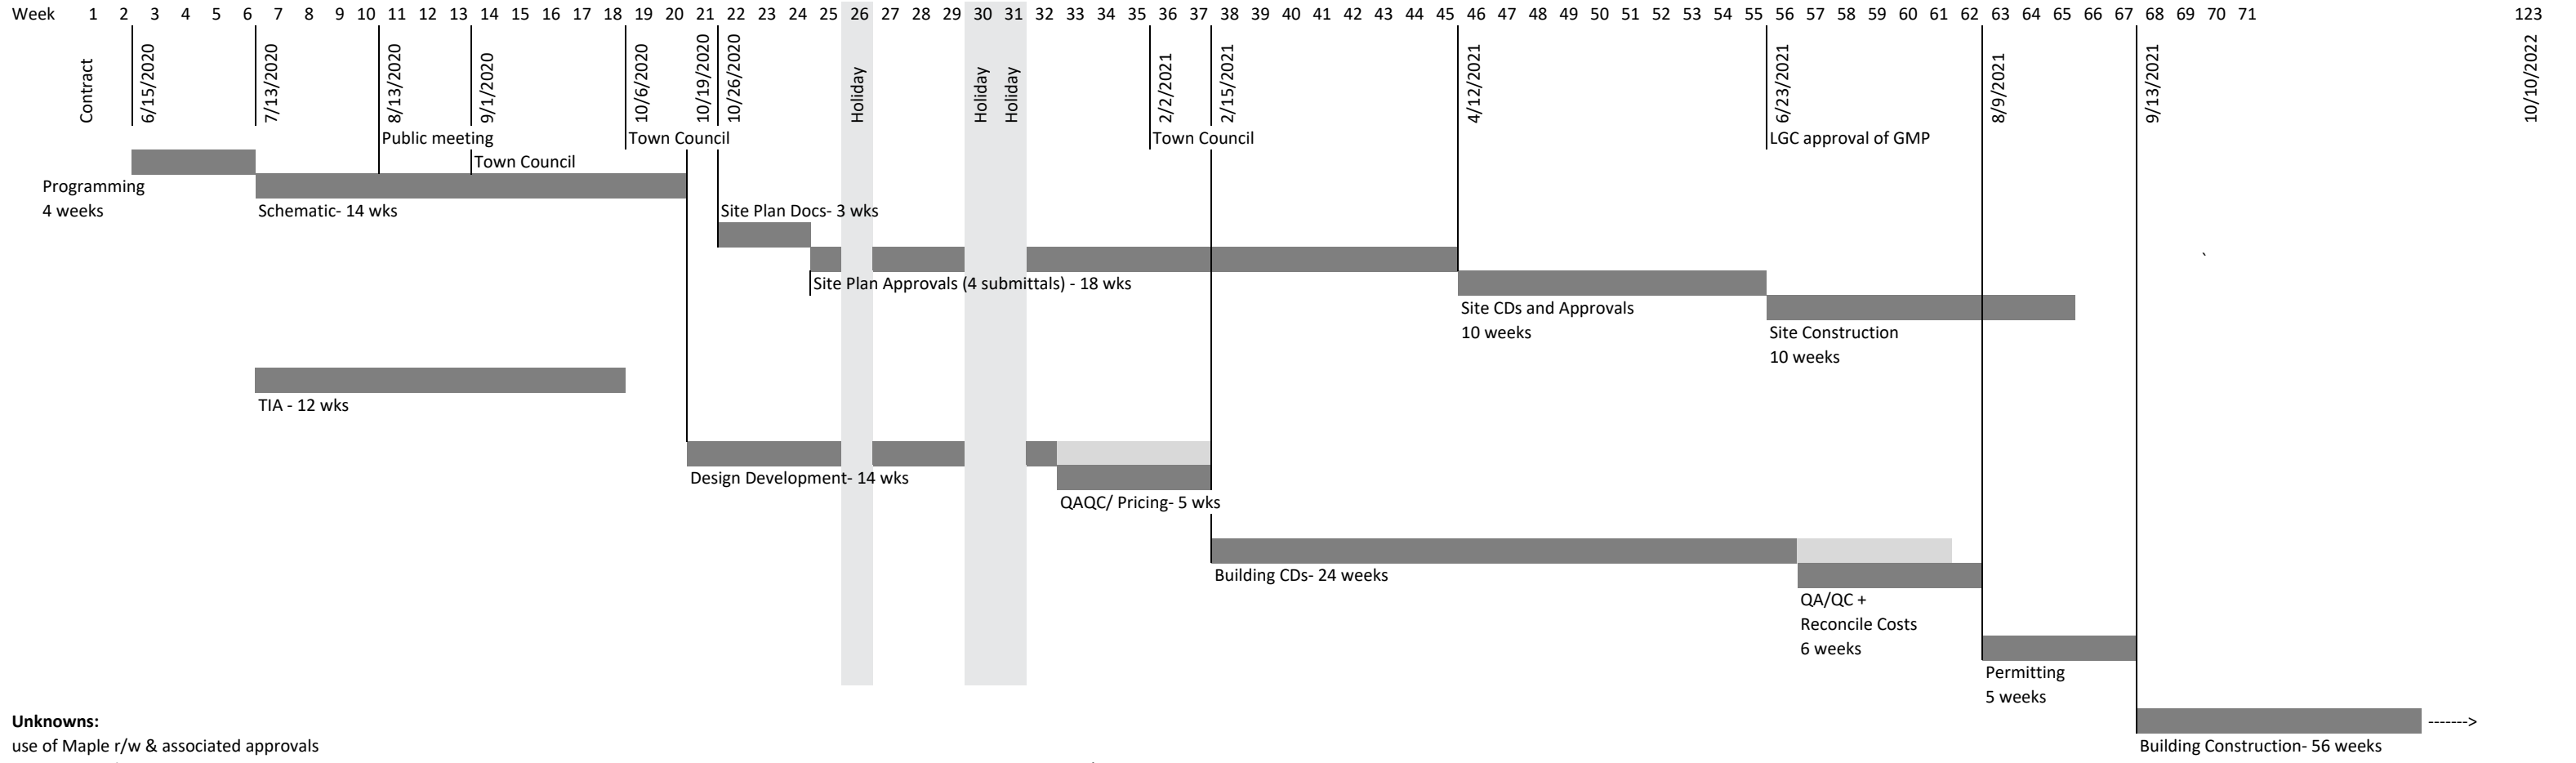 Week 1 2 3 4 5 6 7 8 9 10 11 12 13 14 15 16 17 18 19 20 21 22 23 24 25 26 27 28 29 30 31 32 33 34 35 36 37 38 39 40 41 42 43 44 45 46 47 48 49 50 51 52 53 54 55 56 57 58 59 60 61 62 63 64 65 66 67 68 69 70 71 123
Contract
6/15/2020
7/13/2020
8/13/2020
9/1/2020
10/6/2020
10/19/2020
10/26/2020
Holiday
Holiday
Holiday
2/2/2021
2/15/2021
4/12/2021
6/23/2021
8/9/2021
9/13/2021
10/10/2022
Public meeting
Town Council
Town Council
LGC approval of GMP
Town Council
Programming
4 weeks
Schematic- 14 wks
Site Plan Docs- 3 wks
Site Plan Approvals (4 submittals) - 18 wks
Site CDs and Approvals
10 weeks
Site Construction
10 weeks
TIA - 12 wks
Design Development- 14 wks
QAQC/ Pricing- 5 wks
Building CDs- 24 weeks
QA/QC +
Reconcile Costs
6 weeks
Permitting
5 weeks
Unknowns:
use of Maple r/w & associated approvals
------->
Building Construction- 56 weeks